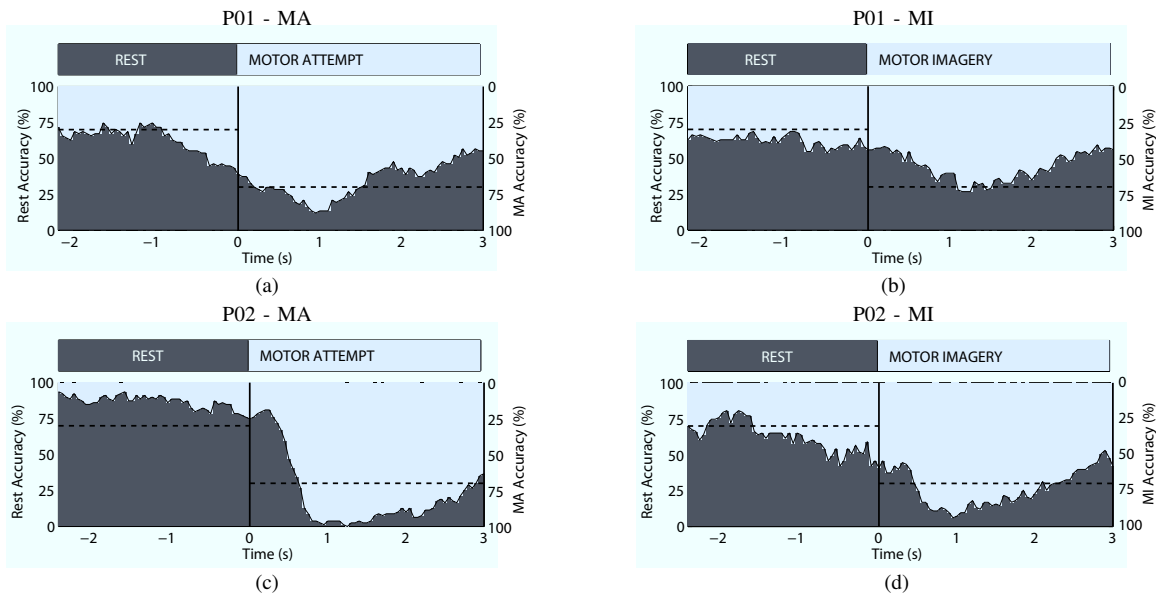 P01 - MA
REST
MOTOR ATTEMPT
Rest Accuracy (%)
100
75
50
25
0
0
25
50
75
100
MA Accuracy (%)
−2
−1
0
1
2
3
Time (s)
(a)
P01 - MI
REST
MOTOR IMAGERY
Rest Accuracy (%)
100
75
50
25
0
0
25
50
75
100
MI Accuracy (%)
−2
−1
0
1
2
3
Time (s)
(b)
P02 - MA
REST
MOTOR ATTEMPT
Rest Accuracy (%)
100
75
50
25
0
0
25
50
75
100
MA Accuracy (%)
−2
−1
0
1
2
3
Time (s)
(c)
P02 - MI
REST
MOTOR IMAGERY
Rest Accuracy (%)
100
75
50
25
0
0
25
50
75
100
MI Accuracy (%)
−2
−1
0
1
2
3
Time (s)
(d)